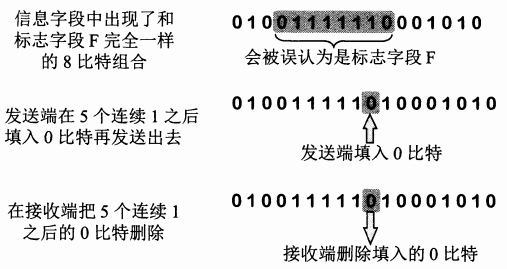 信息字段中出现了和
标志字段 F 完全一样
的 8 比特组合
01001111110001010
会被误认为是标志字段 F
发送端在 5 个连续 1 之后
填入 0 比特再发送出去
010011111010001010
发送端填入 0 比特
在接收端把 5 个连续 1
之后的 0 比特删除
010011111010001010
接收端删除填入的 0 比特